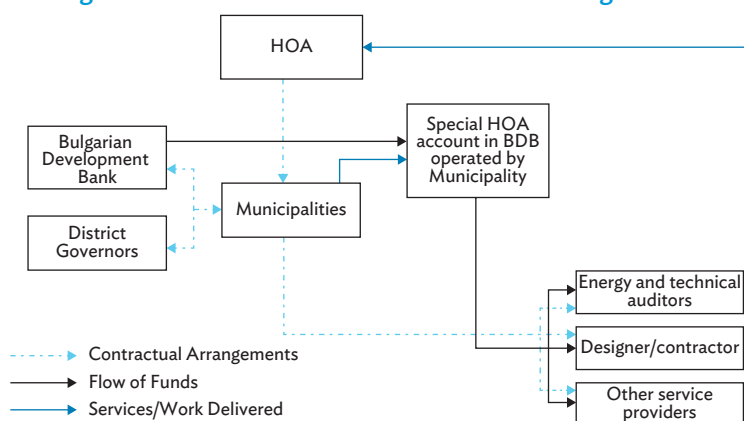 HOA
Bulgarian
Development
Bank
Special HOA
account in BDB
operated by
Municipality
Municipalities
District
Governors
Energy and technical
auditors
Designer/contractor
Other service
providers
Contractual Arrangements
Flow of Funds
Services/Work Delivered